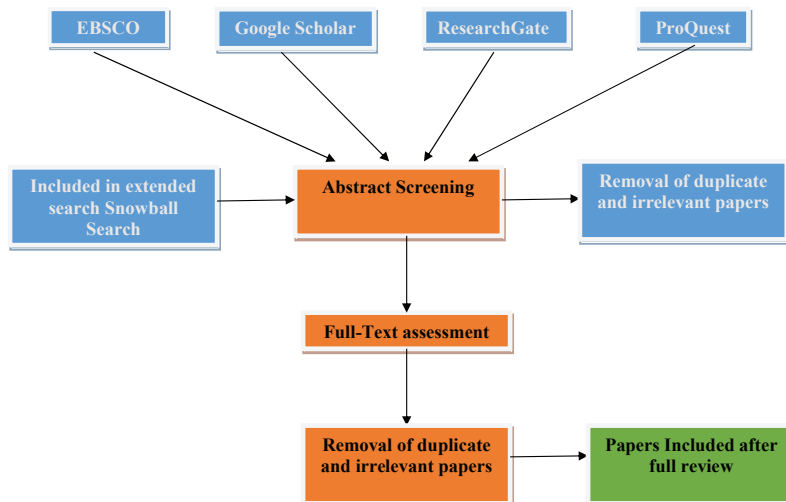 EBSCO
Google Scholar
ResearchGate
ProQuest
Included in extended
search Snowball
Search
Abstract Screening
Removal of duplicate
and irrelevant papers
Full-Text assessment
Removal of duplicate
and irrelevant papers
Papers Included after
full review